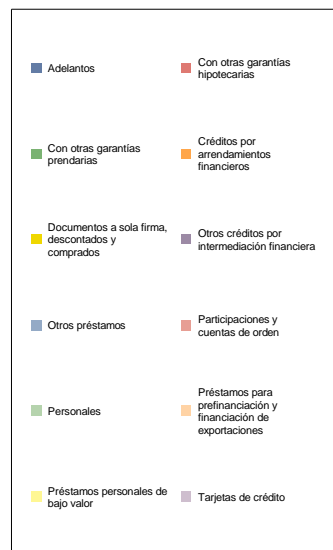 Adelantos
Con otras garantías
hipotecarias
Con otras garantías
prendarias
Créditos por
arrendamientos
financieros
Documentos a sola firma,
descontados y
comprados
Otros créditos por
intermediación financiera
Otros préstamos
Participaciones y
cuentas de orden
Personales
Préstamos para
prefinanciación y
financiación de
exportaciones
Préstamos personales de
bajo valor
Tarjetas de crédito